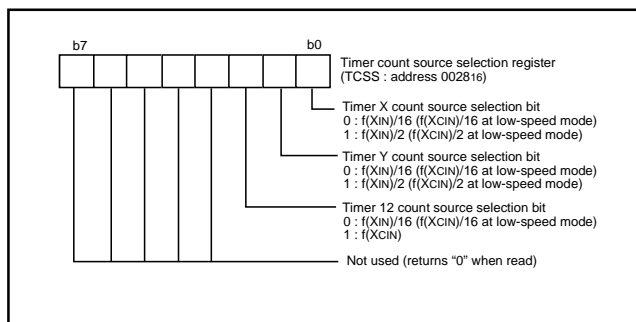 b7
b0
Timer count source selection register
(TCSS : address 002816)
Timer X count source selection bit
0 : f(XIN)/16 (f(XCIN)/16 at low-speed mode)
1 : f(XIN)/2 (f(XCIN)/2 at low-speed mode)
Timer Y count source selection bit
0 : f(XIN)/16 (f(XCIN)/16 at low-speed mode)
1 : f(XIN)/2 (f(XCIN)/2 at low-speed mode)
Timer 12 count source selection bit
0 : f(XIN)/16 (f(XCIN)/16 at low-speed mode)
1 : f(XCIN)
Not used (returns “0” when read)